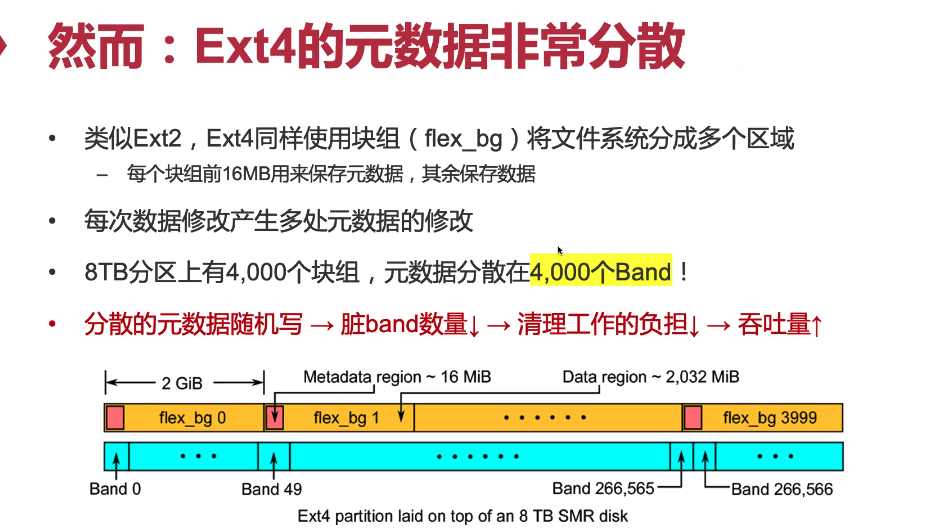 然而：Ext4的元数据非常分散
• 类似Ext2，Ext4同样使用块组（flex_bg）将文件系统分成多个区域
– 每个块组前16MB用来保存元数据，其余保存数据
• 每次数据修改产生多处元数据的修改
• 8TB分区上有4,000个块组，元数据分散在4,000个Band！
• 分散的元数据随机写 → 脏band数量↓ → 清理工作的负担↓ → 吞吐量↑
2 GiB
Metadata region ~ 16 MiB
Data region ~ 2,032 MiB
flex_bg 0
flex_bg 1
······
flex_bg 3999
···
······
···
Band 0
Band 49
Band 266,565
Band 266,566
Ext4 partition laid on top of an 8 TB SMR disk